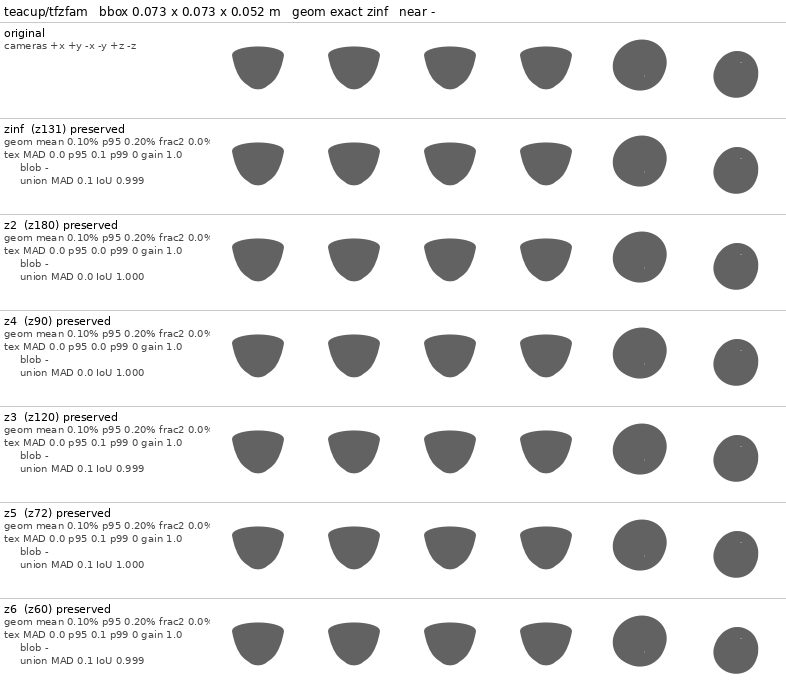 teacup/tfzfam bbox 0.073 x 0.073 x 0.052 m geom exact zinf near -
original
cameras +x +y -x -y +z -z
zinf (z131) preserved
geom mean 0.10% p95 0.20% frac2 0.0%
tex MAD 0.0 p95 0.1 p99 0 gain 1.0
blob -
union MAD 0.1 IoU 0.999
z2 (z180) preserved
geom mean 0.10% p95 0.20% frac2 0.0%
tex MAD 0.0 p95 0.0 p99 0 gain 1.0
blob -
union MAD 0.0 IoU 1.000
z4 (z90) preserved
geom mean 0.10% p95 0.20% frac2 0.0%
tex MAD 0.0 p95 0.0 p99 0 gain 1.0
blob -
union MAD 0.0 IoU 1.000
z3 (z120) preserved
geom mean 0.10% p95 0.20% frac2 0.0%
tex MAD 0.0 p95 0.1 p99 0 gain 1.0
blob -
union MAD 0.1 IoU 0.999
z5 (z72) preserved
geom mean 0.10% p95 0.20% frac2 0.0%
tex MAD 0.0 p95 0.1 p99 0 gain 1.0
blob -
union MAD 0.1 IoU 1.000
z6 (z60) preserved
geom mean 0.10% p95 0.20% frac2 0.0%
tex MAD 0.0 p95 0.1 p99 0 gain 1.0
blob -
union MAD 0.1 IoU 0.999